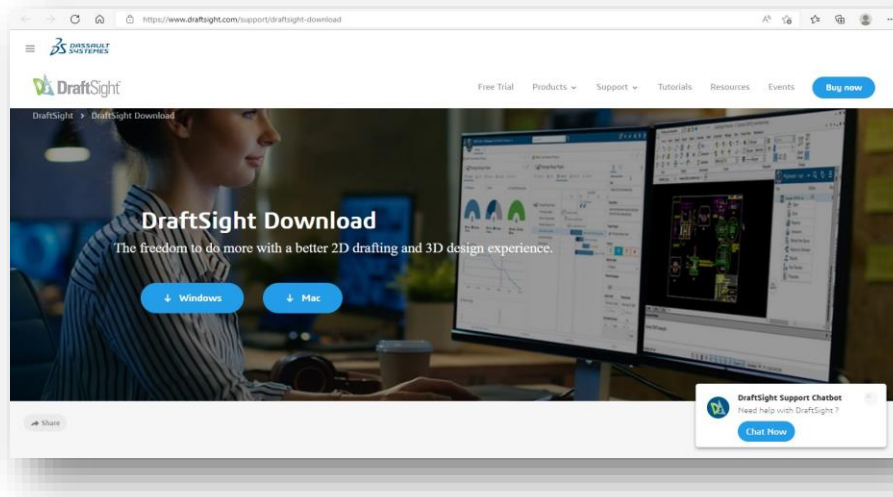 https://www.draftsight.com/support/draftsight-download
DASSAULT
SYSTEMES
DraftSight
Free Trial Products Support Tutorials Resources Events Buy now
DraftSight > DraftSight Download
DraftSight Download
The freedom to do more with a better 2D drafting and 3D design experience.
Windows Mac
Share
DraftSight Support Chatbot
Need help with DraftSight ?
Chat Now